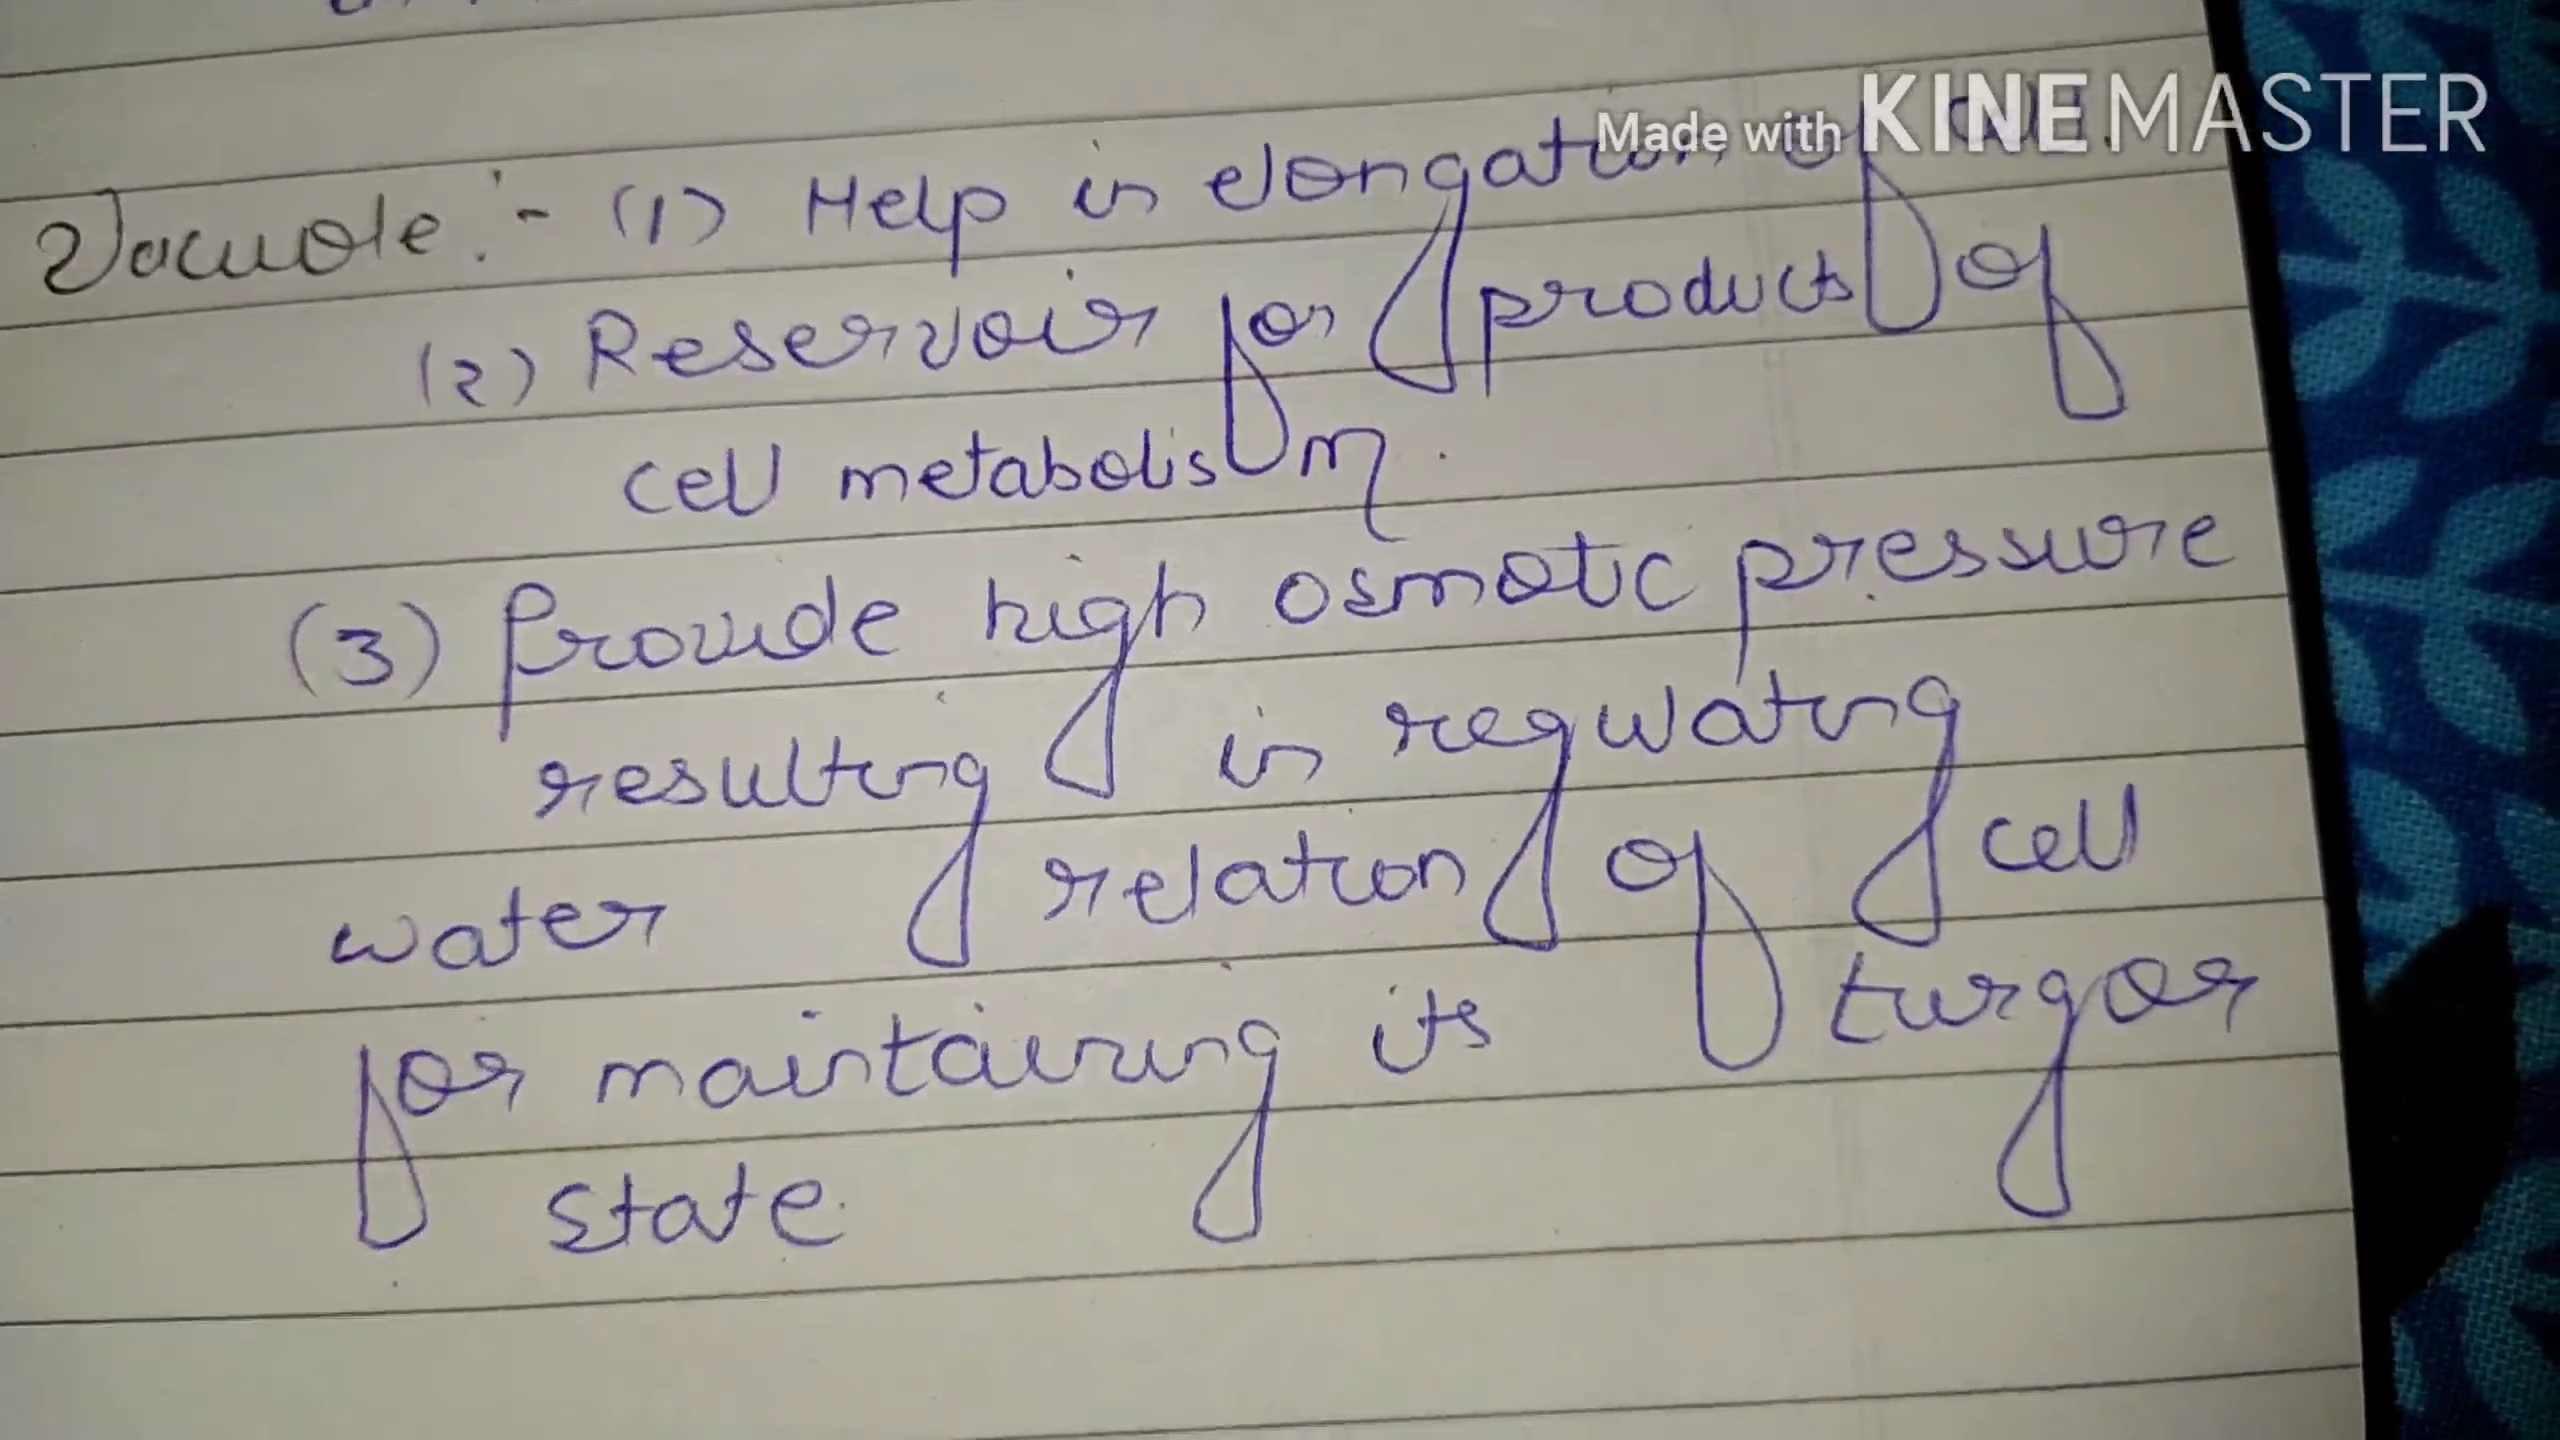 Made with KINEMASTER
Vacuole :- (1) Help in elongation of cell.
(2) Reservoir for products of
cell metabolism.
(3) Provide high osmotic pressure
resulting in regulating
water relation of cell
for maintaining its turgor
state